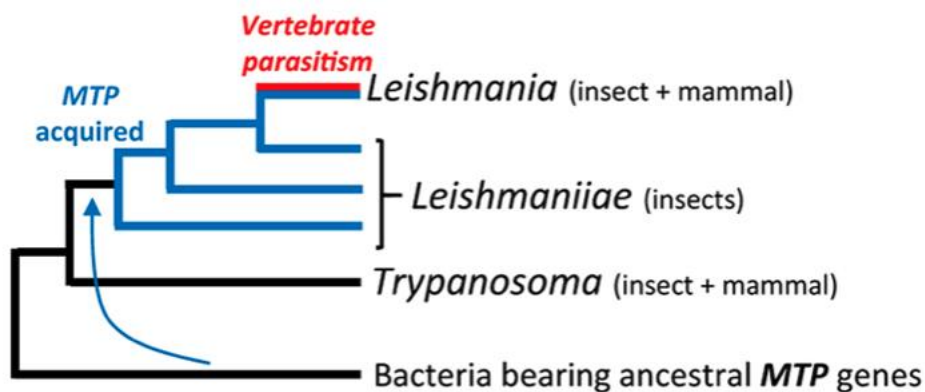 Vertebrate
parasitism
Leishmania (insect + mammal)
MTP
acquired
Leishmaniiae (insects)
Trypanosoma (insect + mammal)
Bacteria bearing ancestral MTP genes